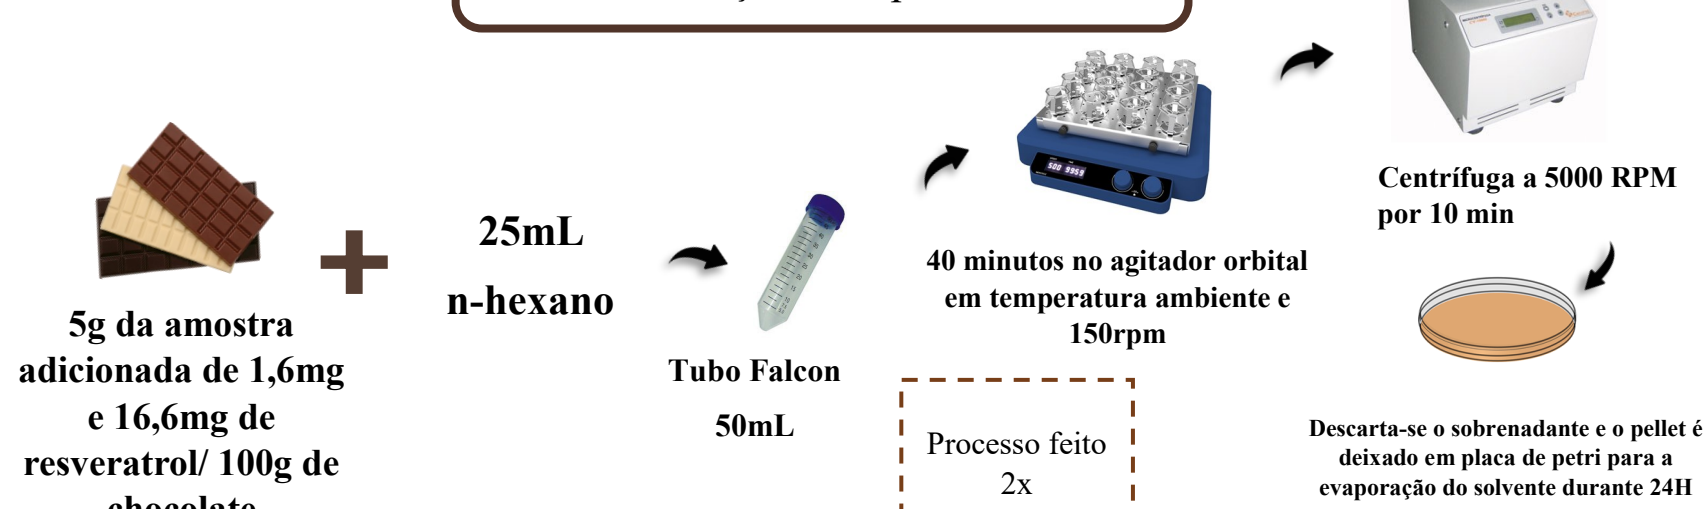 5g da amostra
adicionada de 1,6mg
e 16,6mg de
resveratrol/ 100g de
chocolate
25mL
n-hexano
Tubo Falcon
50mL
40 minutos no agitador orbital
em temperatura ambiente e
150rpm
Processo feito
2x
Centrífuga a 5000 RPM
por 10 min
Descarta-se o sobrenadante e o pellet é
deixado em placa de petri para a
evaporação do solvente durante 24H